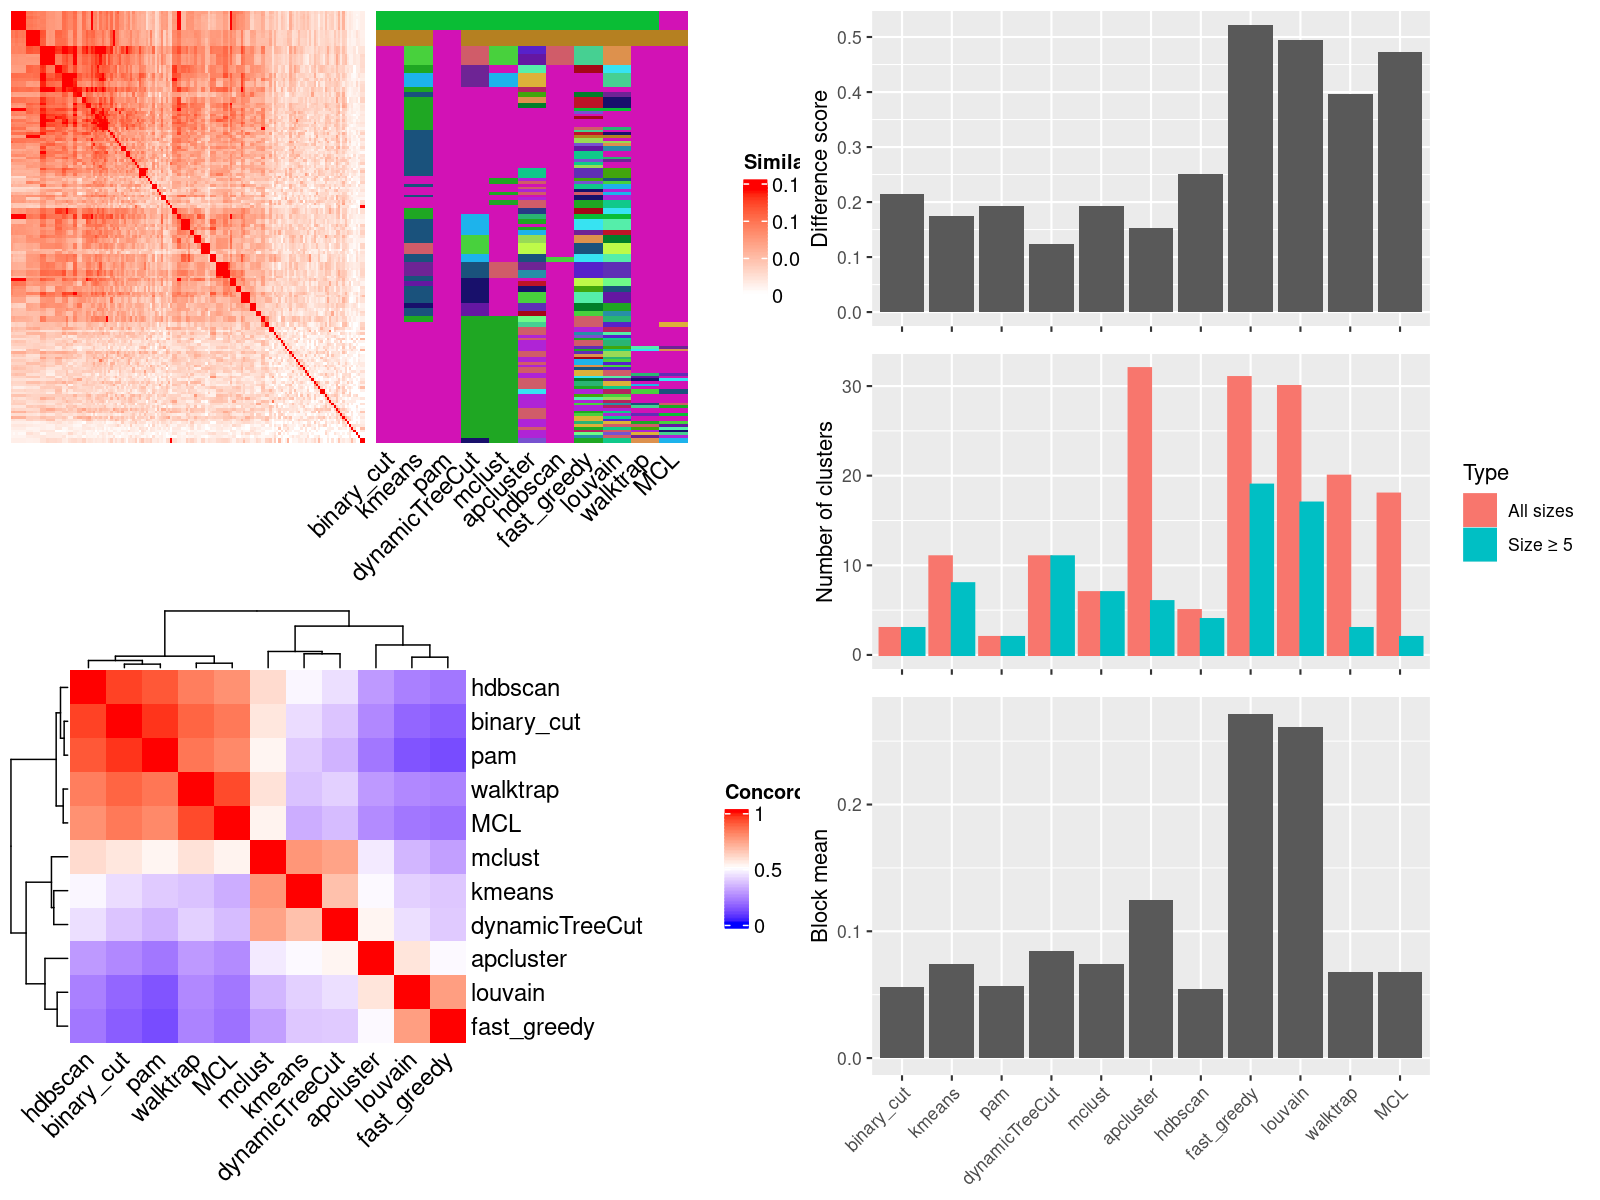 Simila
0.1
0.1
0.0
0
binary_cut
kmeans
pam
dynamicTreeCut
mclust
apcluster
hdbscan
fast_greedy
louvain
walktrap
MCL
hdbscan
binary_cut
pam
walktrap
MCL
mclust
kmeans
dynamicTreeCut
apcluster
louvain
fast_greedy
Concord
1
0.5
0
hdbscan
binary_cut
pam
walktrap
MCL
mclust
kmeans
dynamicTreeCut
apcluster
louvain
fast_greedy
Difference score
0.5
0.4
0.3
0.2
0.1
0.0
Number of clusters
30
20
10
0
Type
All sizes
Size ≥ 5
Block mean
0.2
0.1
0.0
binary_cut
kmeans
pam
dynamicTreeCut
mclust
apcluster
hdbscan
fast_greedy
louvain
walktrap
MCL